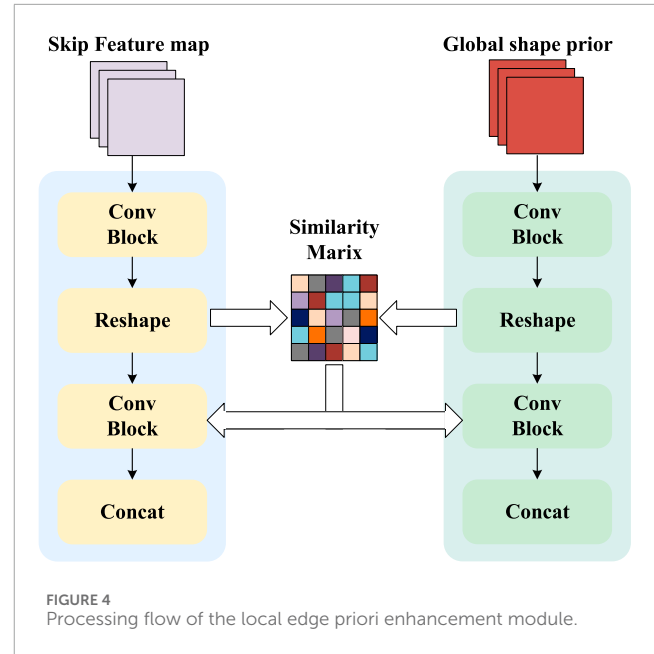 Skip Feature map
Global shape prior
Conv
Block
Reshape
Conv
Block
Concat
Similarity
Marix
Conv
Block
Reshape
Conv
Block
Concat
FIGURE 4
Processing flow of the local edge priori enhancement module.